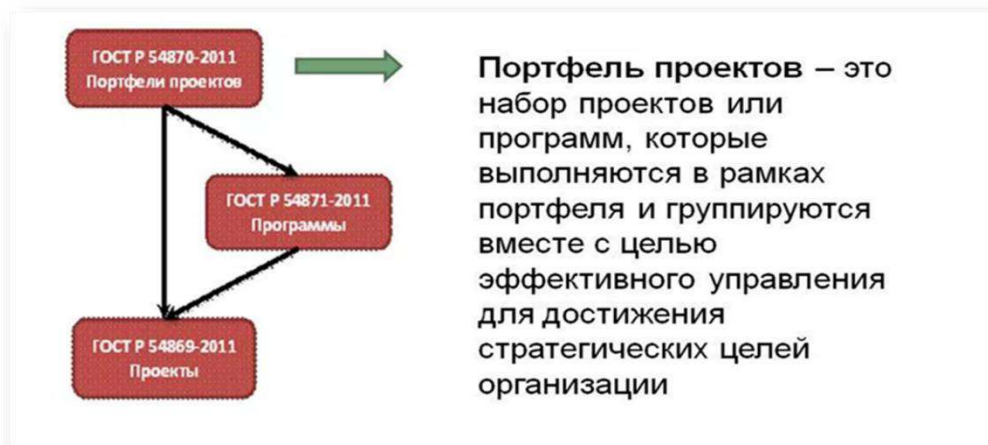 ГОСТ Р 54870-2011
Портфели проектов
ГОСТ Р 54871-2011
Программы
ГОСТ Р 54869-2011
Проекты
Портфель проектов – это
набор проектов или
программ, которые
выполняются в рамках
портфеля и группируются
вместе с целью
эффективного управления
для достижения
стратегических целей
организации